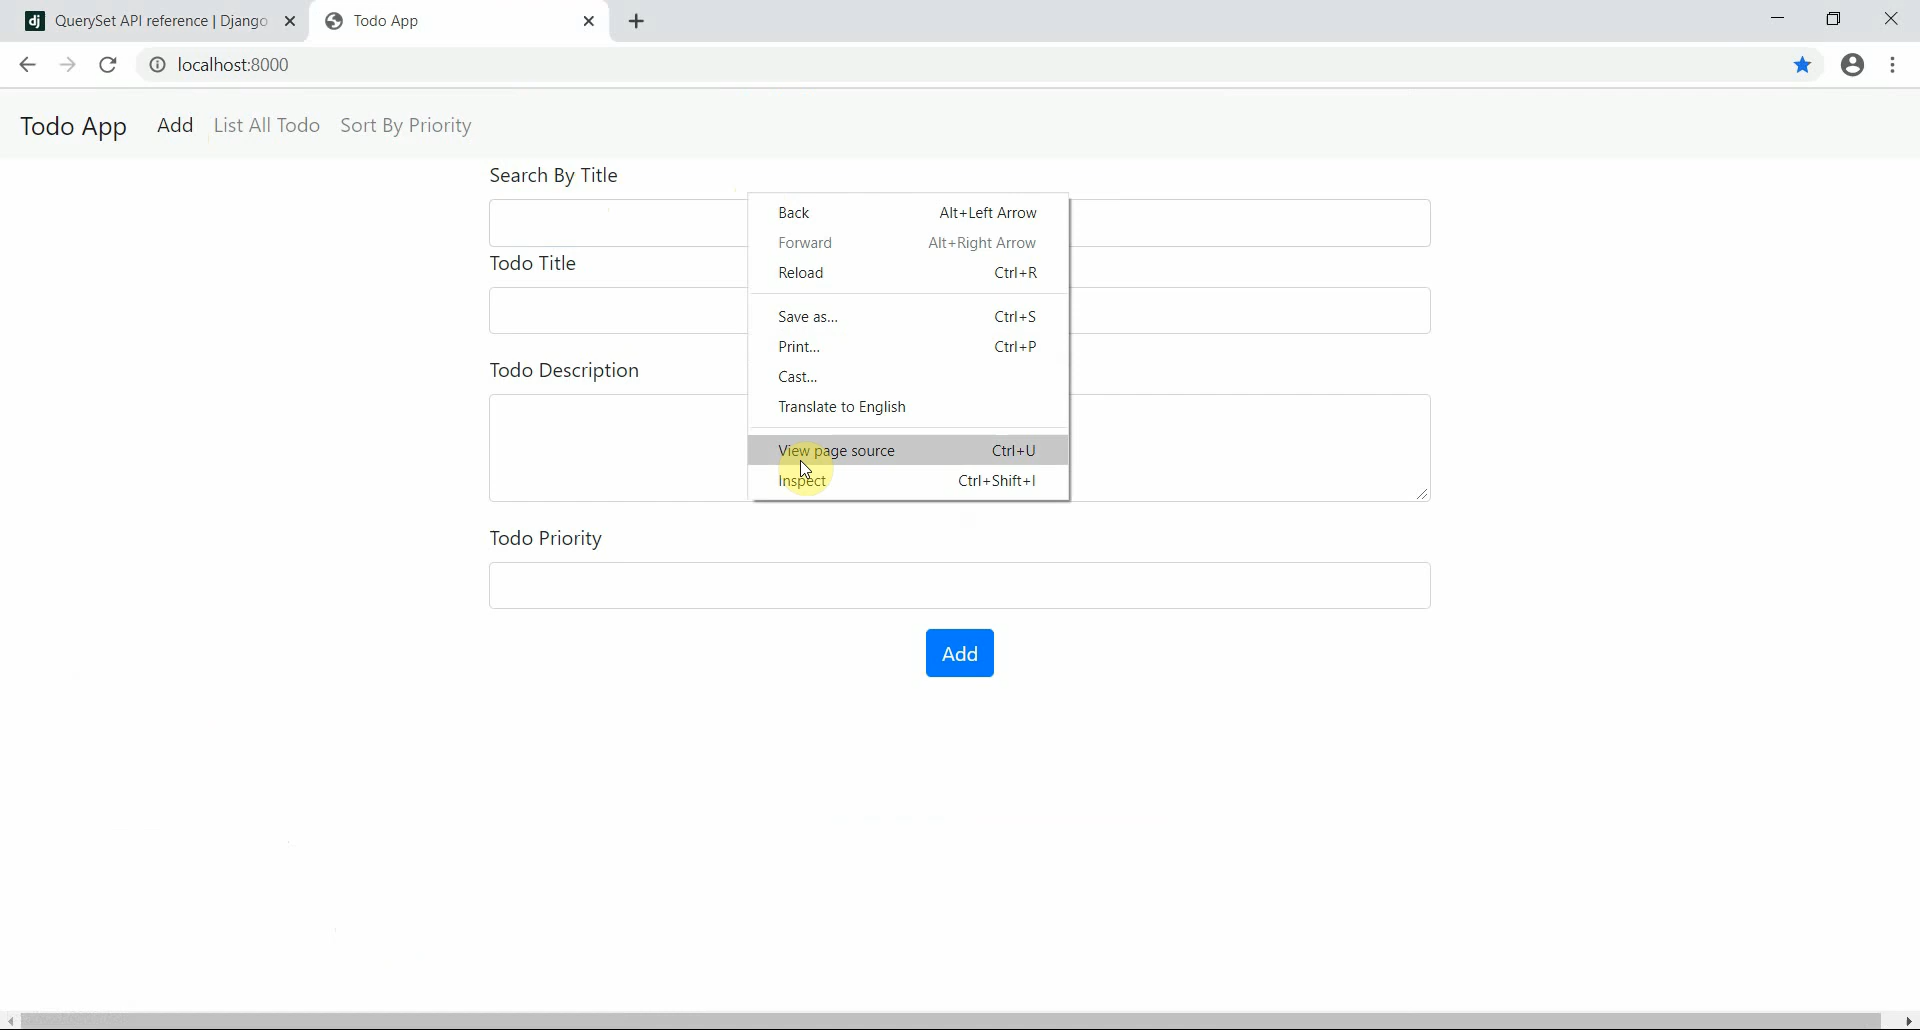 dj QuerySet API reference | Django
Todo App
localhost:8000
Todo App Add List All Todo Sort By Priority
Search By Title
Back Alt+Left Arrow
Forward Alt+Right Arrow
Reload Ctrl+R
Todo Title
Save as... Ctrl+S
Print... Ctrl+P
Todo Description
Cast...
Translate to English
View page source Ctrl+U
Inspect Ctrl+Shift+I
Todo Priority
Add